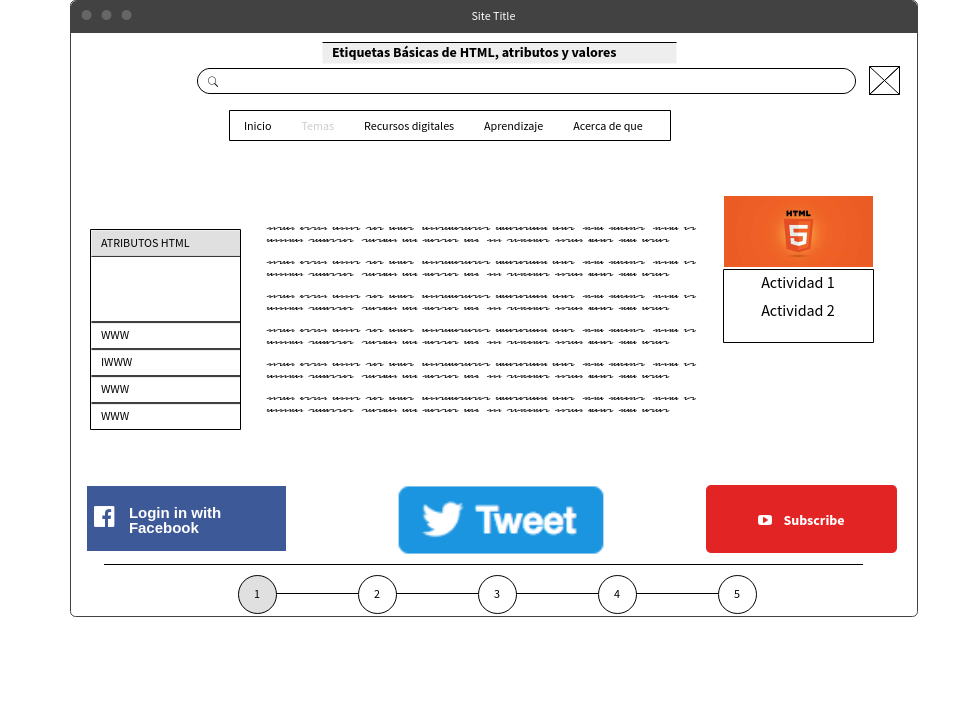 Site Title
Etiquetas Básicas de HTML, atributos y valores
Inicio Temas Recursos digitales Aprendizaje Acerca de que
HTML
5
ATRIBUTOS HTML
Actividad 1
Actividad 2
WWW
IWWW
WWW
WWW
Login in with
Facebook
Tweet
Subscribe
1 2 3 4 5